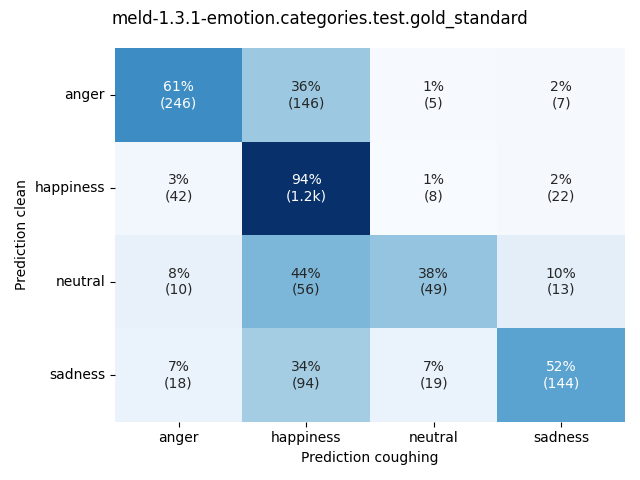 meld-1.3.1-emotion.categories.test.gold_standard
Prediction clean
anger
61%
(246)
36%
(146)
1%
(5)
2%
(7)
happiness
3%
(42)
94%
(1.2k)
1%
(8)
2%
(22)
neutral
8%
(10)
44%
(56)
38%
(49)
10%
(13)
sadness
7%
(18)
34%
(94)
7%
(19)
52%
(144)
anger
happiness
neutral
sadness
Prediction coughing